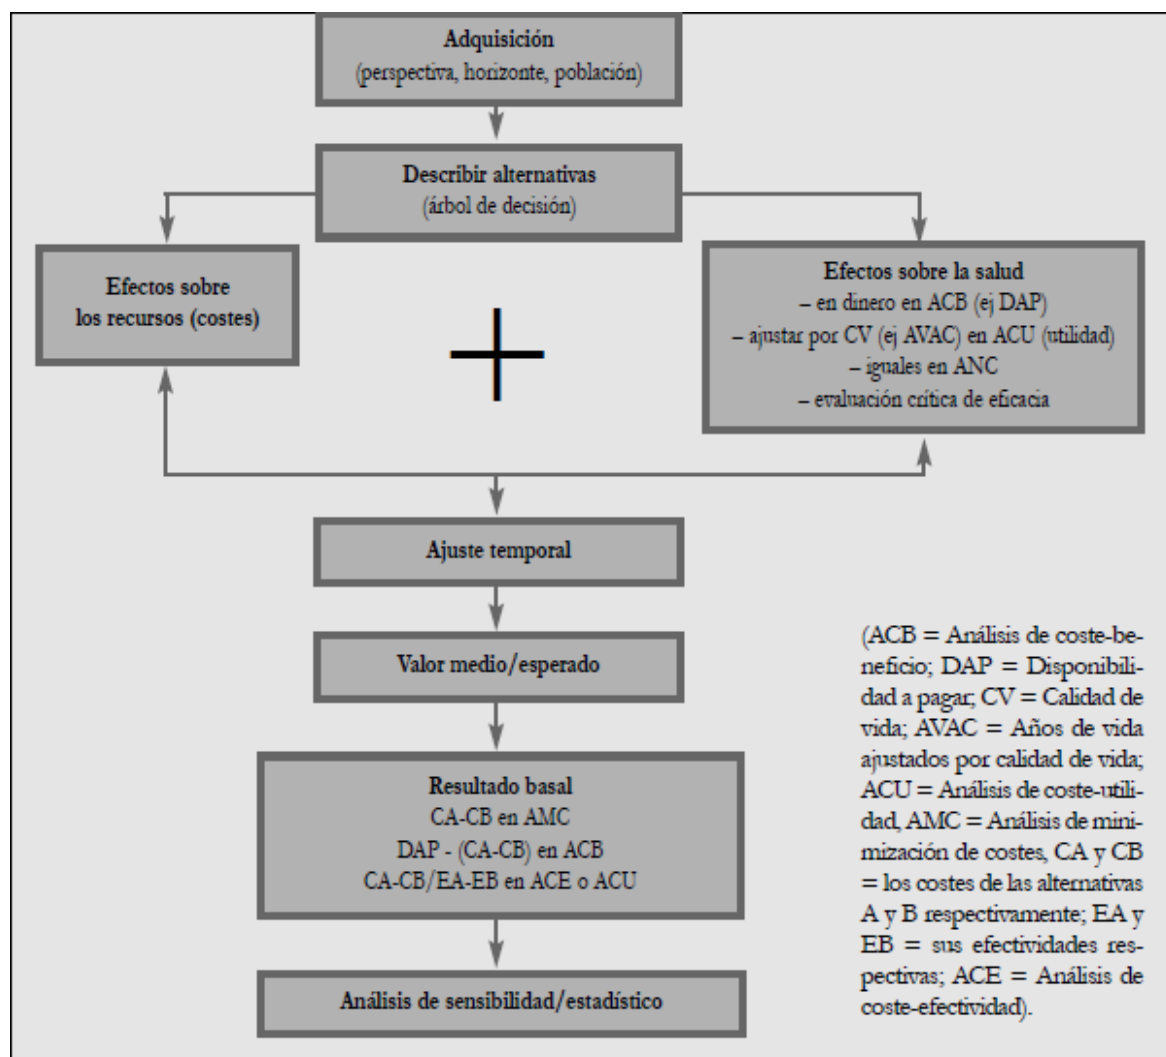 Adquisición
(perspectiva, horizonte, población)
Describir alternativas
(árbol de decisión)
Efectos sobre
los recursos (costes)
Efectos sobre la salud
– en dinero en ACB (ej DAP)
– ajustar por CV (ej AVAC) en ACU (utilidad)
– iguales en ANC
– evaluación crítica de eficacia
Ajuste temporal
Valor medio/esperado
Resultado basal
CA-CB en AMC
DAP - (CA-CB) en ACB
CA-CB/EA-EB en ACE o ACU
Análisis de sensibilidad/estadístico
(ACB = Análisis de coste-be-
neficio; DAP = Disponibili-
dad a pagar; CV = Calidad de
vida; AVAC = Años de vida
ajustados por calidad de vida;
ACU = Análisis de coste-utili-
dad, AMC = Análisis de mini-
mización de costes, CA y CB
= los costes de las alternativas
A y B respectivamente; EA y
EB = sus efectividades res-
pectivas; ACE = Análisis de
coste-efectividad).